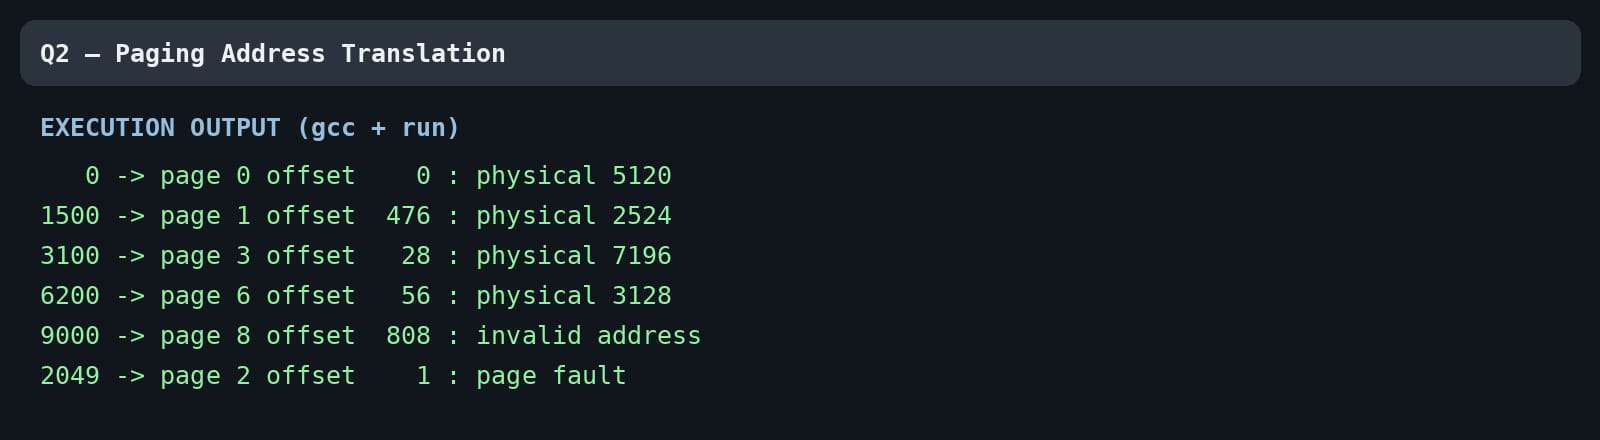 Q2 — Paging Address Translation
EXECUTION OUTPUT (gcc + run)
   0 -> page 0 offset    0 : physical 5120
1500 -> page 1 offset  476 : physical 2524
3100 -> page 3 offset   28 : physical 7196
6200 -> page 6 offset   56 : physical 3128
9000 -> page 8 offset  808 : invalid address
2049 -> page 2 offset    1 : page fault